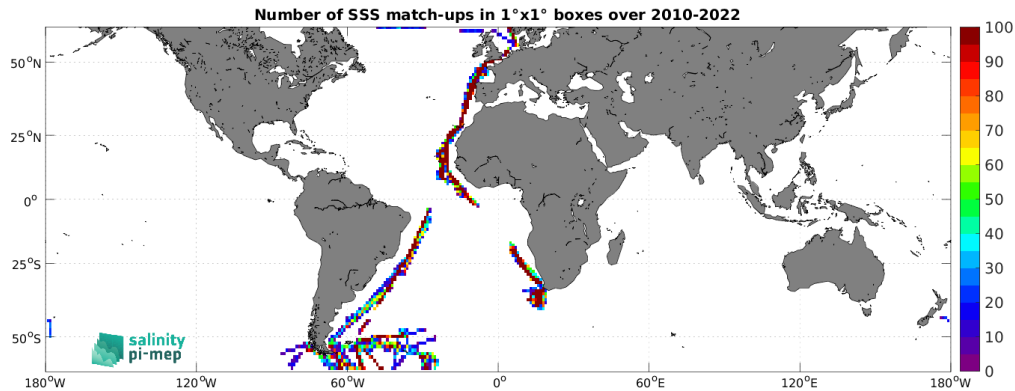 Number of SSS match-ups in 1°x1° boxes over 2010-2022
50°N
25°N
0°
25°S
50°S
180°W
120°W
60°W
0°
60°E
120°E
180°W
100
90
80
70
60
50
40
30
20
10
0
salinity
pi-mep